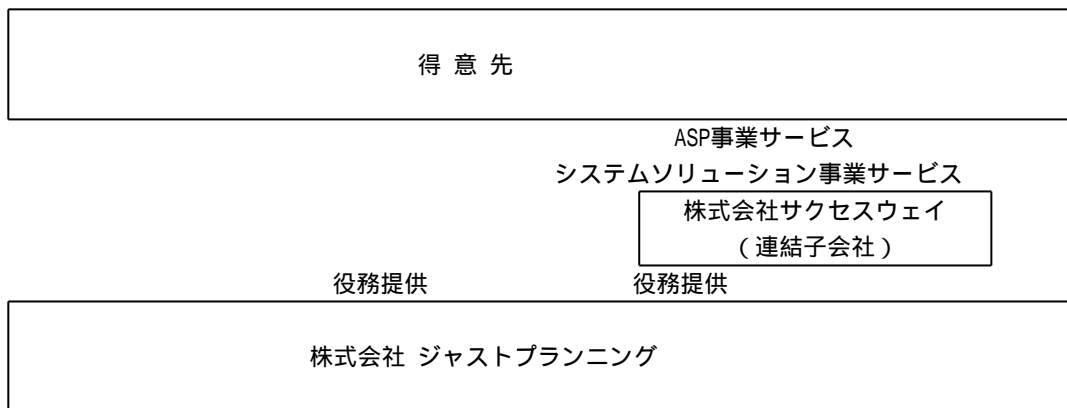 得 意 先
ASP事業サービス
システムソリューション事業サービス
株式会社サクセスウェイ
(連結子会社)
役務提供 役務提供
株式会社 ジャストプランニング